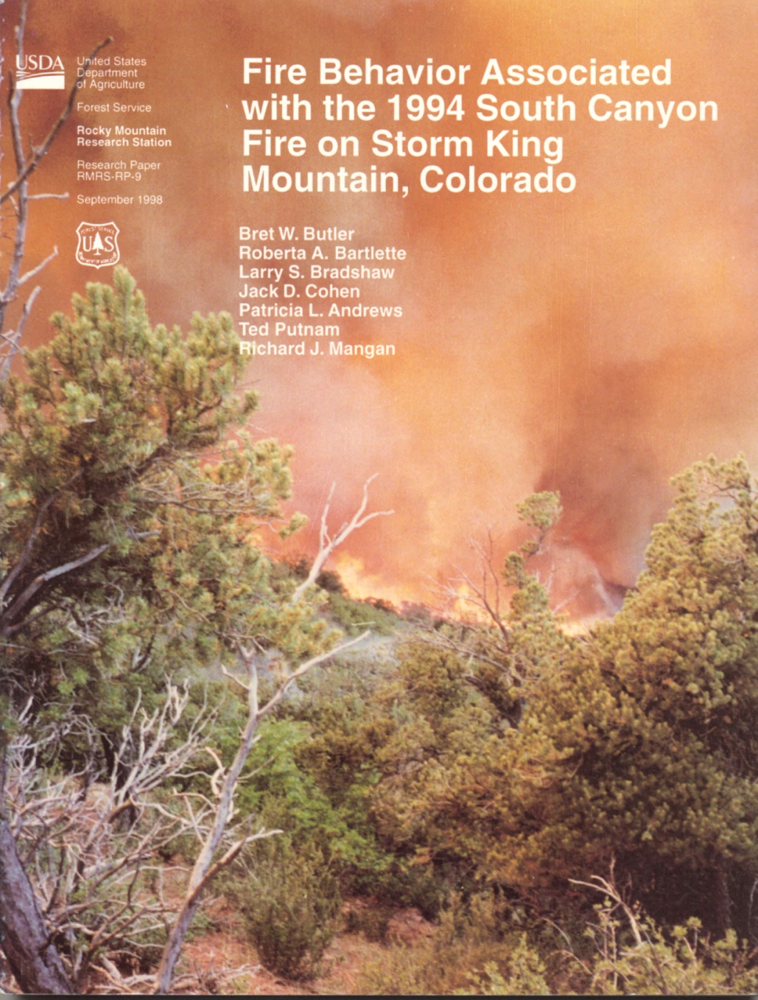 USDA
United States
Department
of Agriculture
Forest Service
Rocky Mountain
Research Station
Research Paper
RMRS-RP-9
September 1998
FOREST SERVICE
U S
DEPARTMENT OF AGRICULTURE
Fire Behavior Associated
with the 1994 South Canyon
Fire on Storm King
Mountain, Colorado
Bret W. Butler
Roberta A. Bartlette
Larry S. Bradshaw
Jack D. Cohen
Patricia L. Andrews
Ted Putnam
Richard J. Mangan